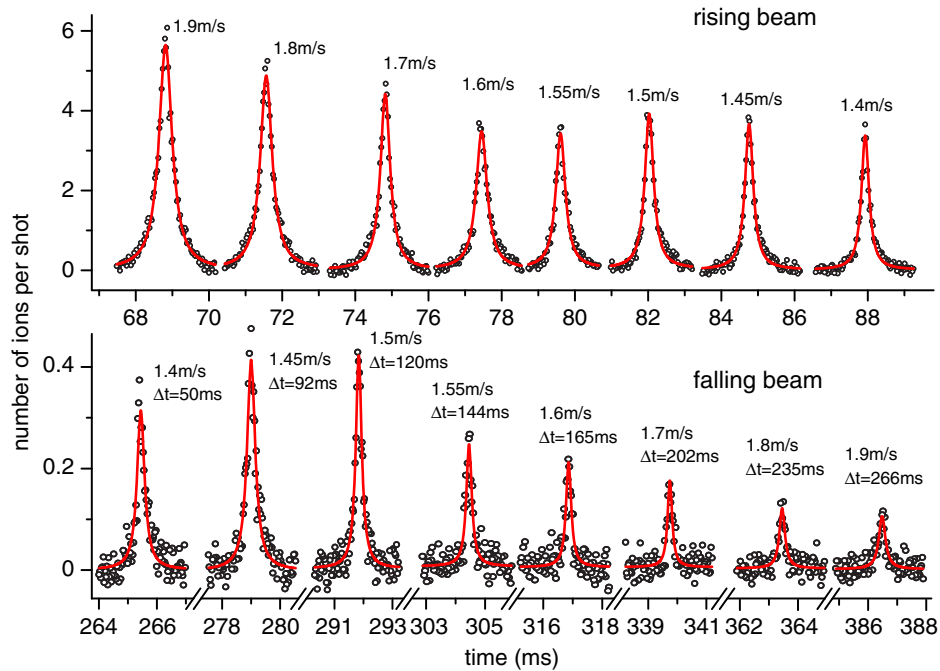 rising beam
1.9m/s
1.8m/s
1.7m/s
1.6m/s
1.55m/s
1.5m/s
1.45m/s
1.4m/s
6
4
2
0
68 70 72 74 76 78 80 82 84 86 88
number of ions per shot
falling beam
1.4m/s
Δt=50ms
1.45m/s
Δt=92ms
1.5m/s
Δt=120ms
1.55m/s
Δt=144ms
1.6m/s
Δt=165ms
1.7m/s
Δt=202ms
1.8m/s
Δt=235ms
1.9m/s
Δt=266ms
0.4
0.2
0
264 266 278 280 291 293 303 305 316 318 339 341 362 364 386 388
time (ms)